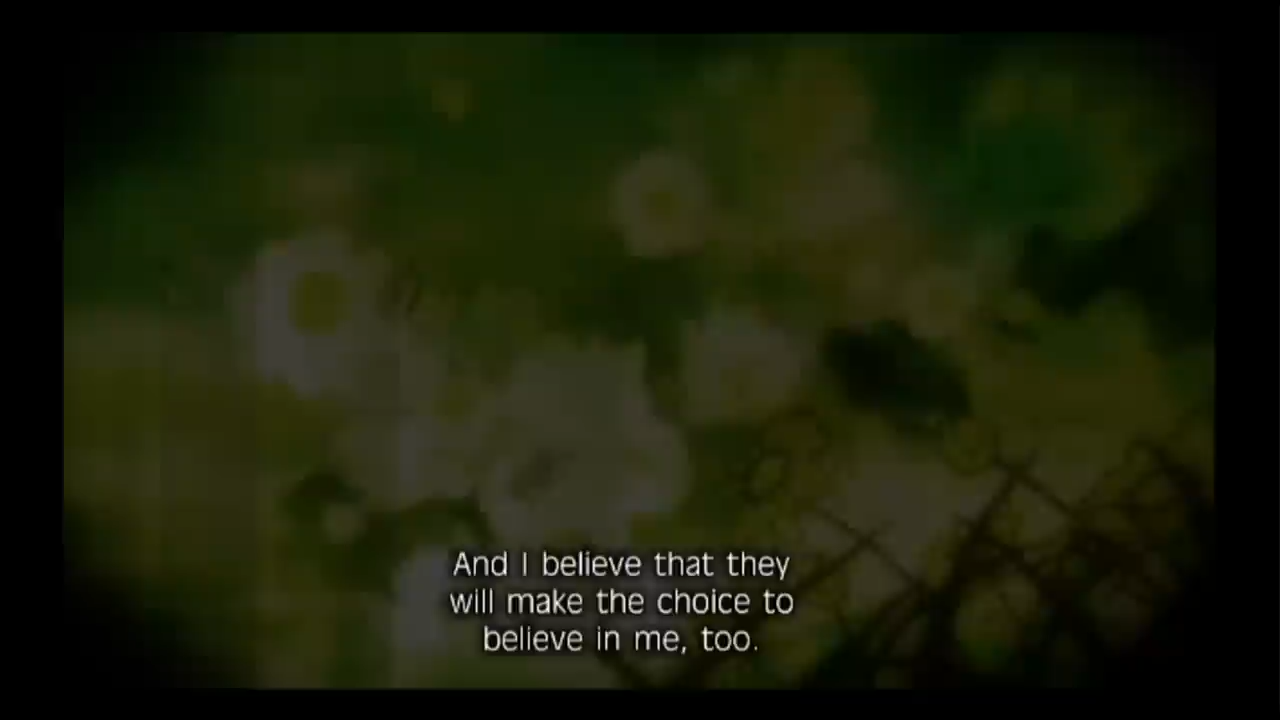 And I believe that they
will make the choice to
believe in me, too.